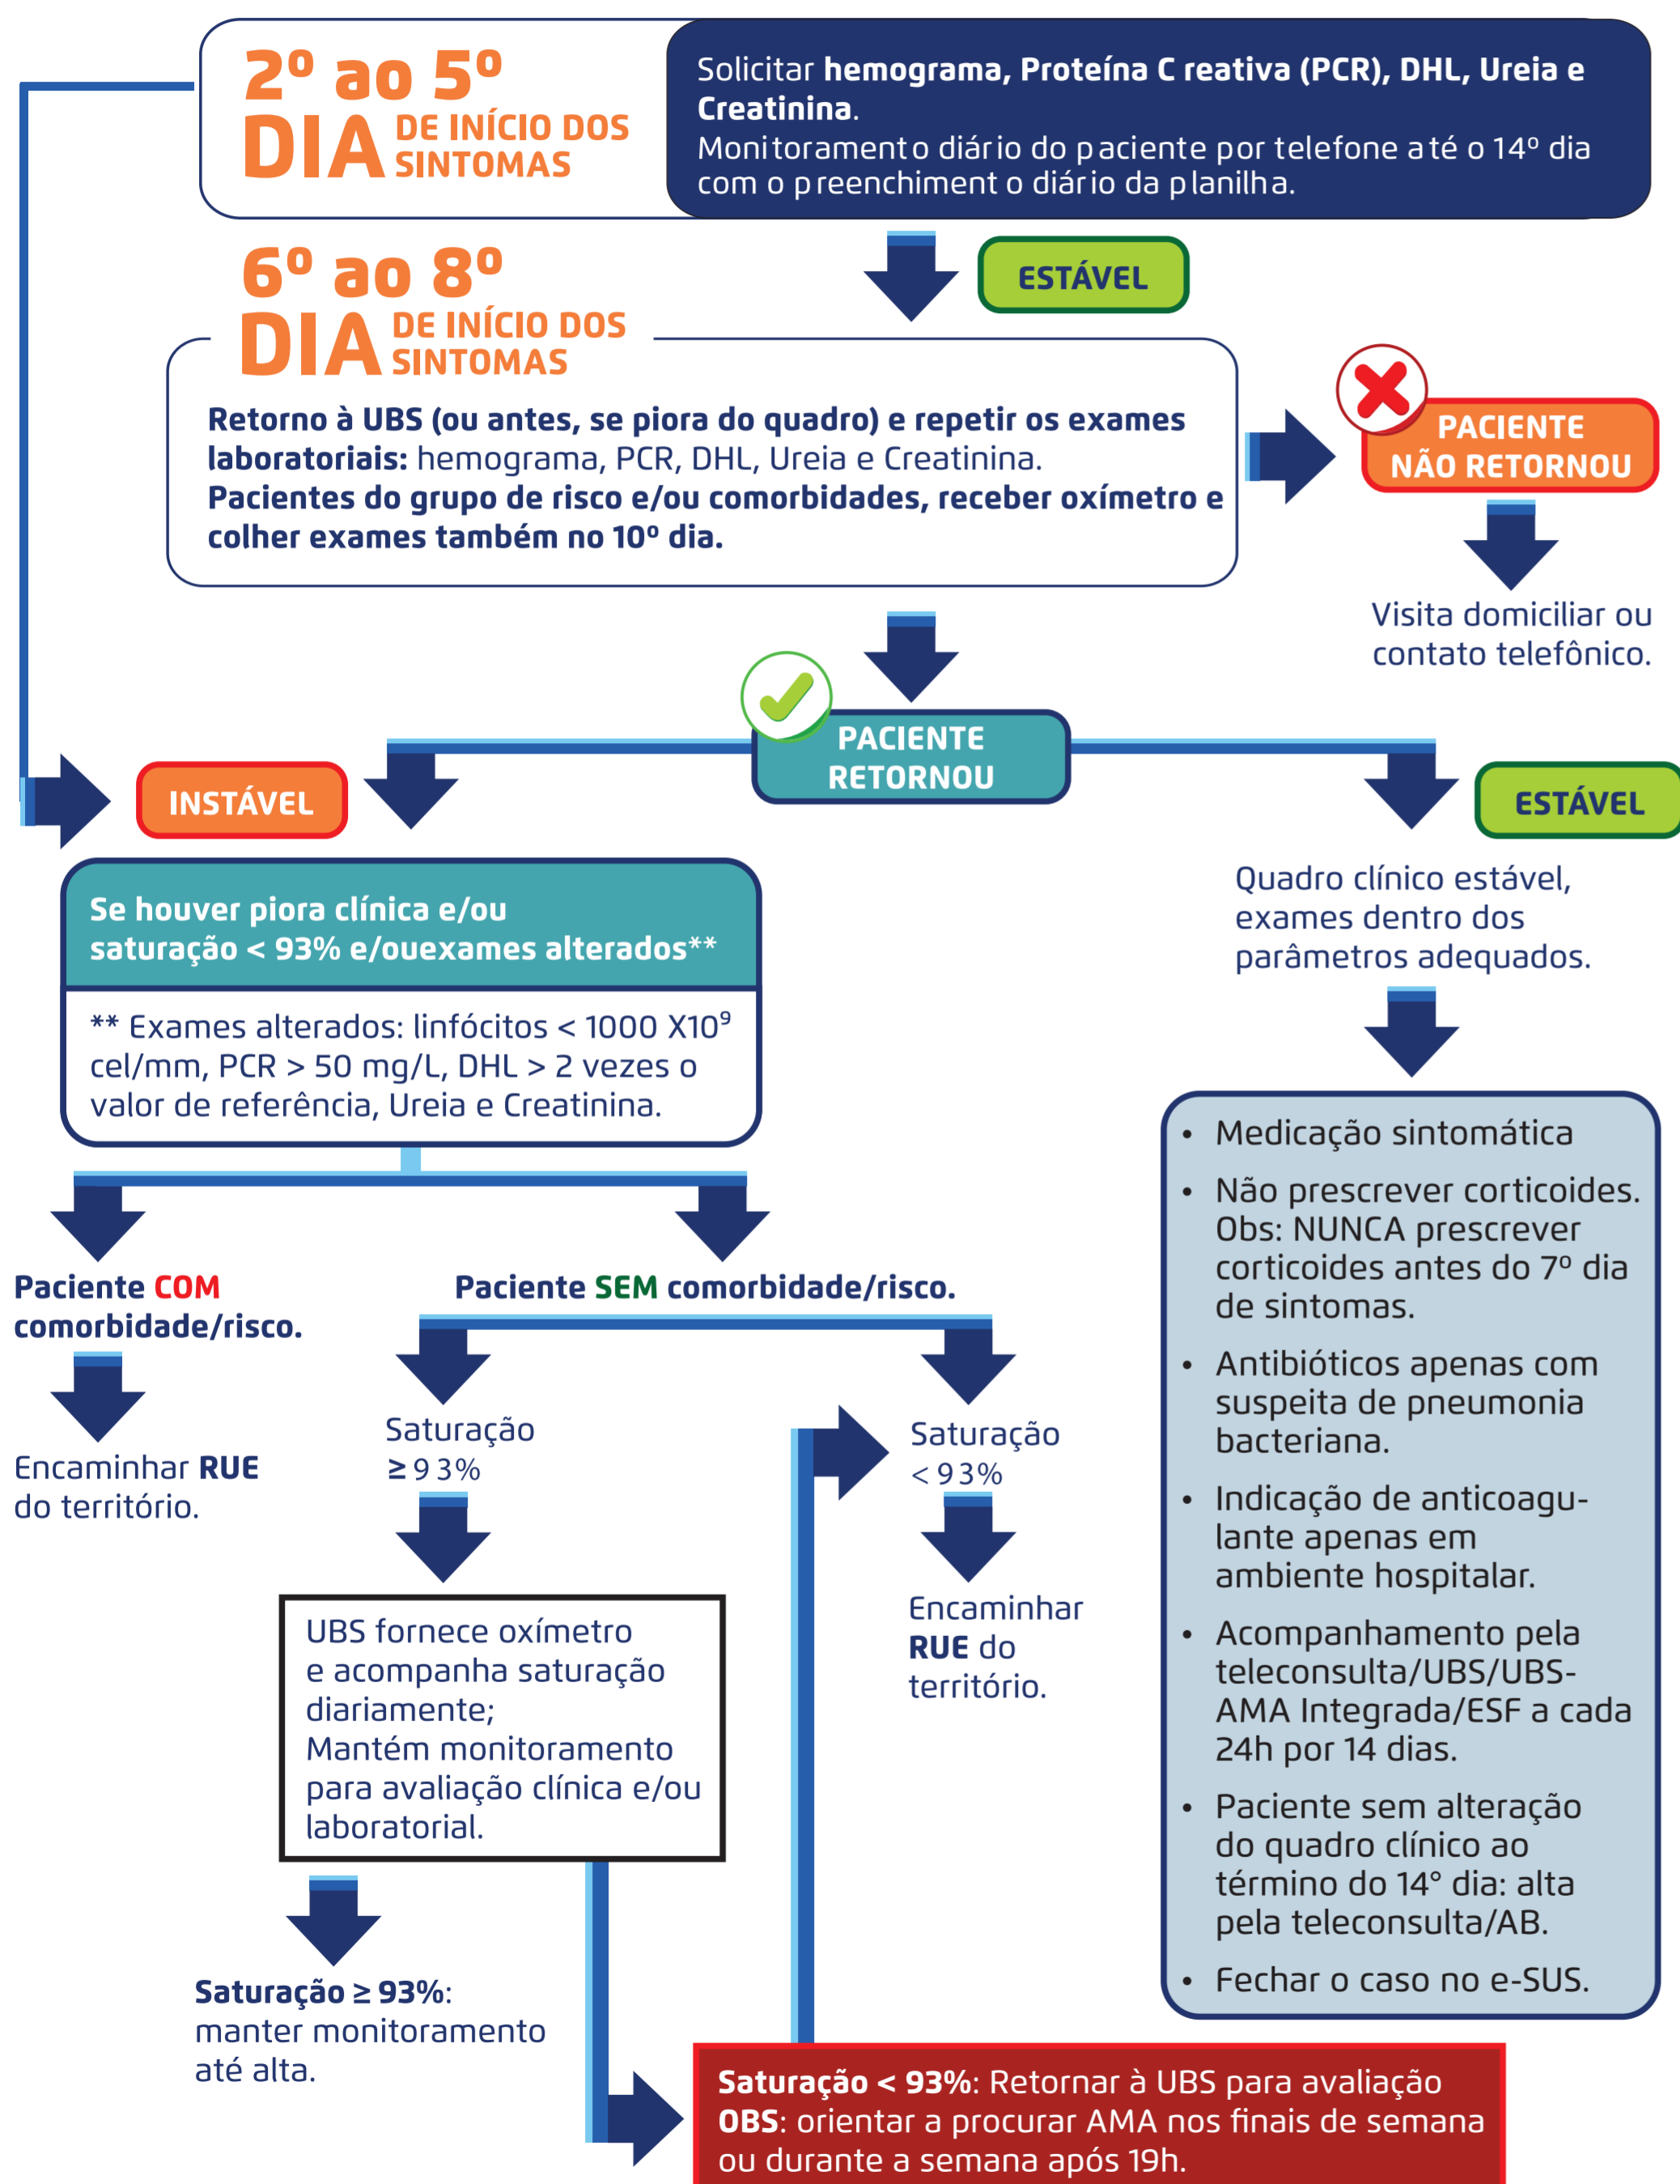 2º ao 5º
DIA DE INÍCIO DOS
SINTOMAS
Solicitar hemograma, Proteína C reativa (PCR), DHL, Ureia e
Creatinina.
Monitoramento diário do paciente por telefone até o 14º dia
com o preenchimento diário da planilha.
ESTÁVEL
6º ao 8º
DIA DE INÍCIO DOS
SINTOMAS
Retorno à UBS (ou antes, se piora do quadro) e repetir os exames
laboratoriais: hemograma, PCR, DHL, Ureia e Creatinina.
Pacientes do grupo de risco e/ou comorbidades, receber oxímetro e
colher exames também no 10º dia.
PACIENTE
NÃO RETORNOU
Visita domiciliar ou
contato telefônico.
PACIENTE
RETORNOU
INSTÁVEL
Se houver piora clínica e/ou
saturação < 93% e/ouexames alterados**
** Exames alterados: linfócitos < 1000 X10⁹
cel/mm, PCR > 50 mg/L, DHL > 2 vezes o
valor de referência, Ureia e Creatinina.
Paciente COM
comorbidade/risco.
Encaminhar RUE
do território.
Paciente SEM comorbidade/risco.
Saturação
≥ 93%
UBS fornece oxímetro
e acompanha saturação
diariamente;
Mantém monitoramento
para avaliação clínica e/ou
laboratorial.
Saturação ≥ 93%:
manter monitoramento
até alta.
Saturação
< 93%
Encaminhar
RUE do
território.
Saturação < 93%: Retornar à UBS para avaliação
OBS: orientar a procurar AMA nos finais de semana
ou durante a semana após 19h.
ESTÁVEL
Quadro clínico estável,
exames dentro dos
parâmetros adequados.
• Medicação sintomática
• Não prescrever corticoides.
Obs: NUNCA prescrever
corticoides antes do 7º dia
de sintomas.
• Antibióticos apenas com
suspeita de pneumonia
bacteriana.
• Indicação de anticoagu-
lante apenas em
ambiente hospitalar.
• Acompanhamento pela
teleconsulta/UBS/UBS-
AMA Integrada/ESF a cada
24h por 14 dias.
• Paciente sem alteração
do quadro clínico ao
término do 14° dia: alta
pela teleconsulta/AB.
• Fechar o caso no e-SUS.